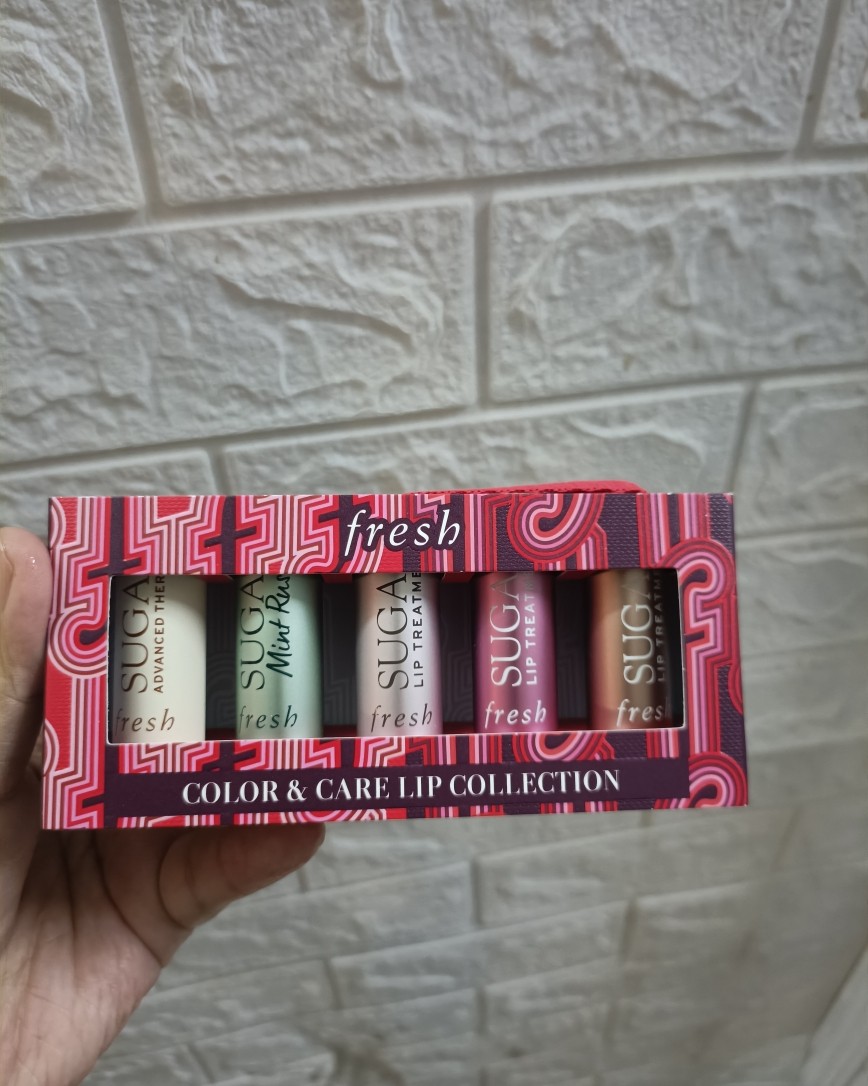 fresh
SUGA
ADVANCED THER
fresh
SUGA
Mint Rus
fresh
SUGA
LIP TREATME
fresh
SUGA
LIP TREAT
fresh
SUGA
LIP TREATM
fres
COLOR & CARE LIP COLLECTION